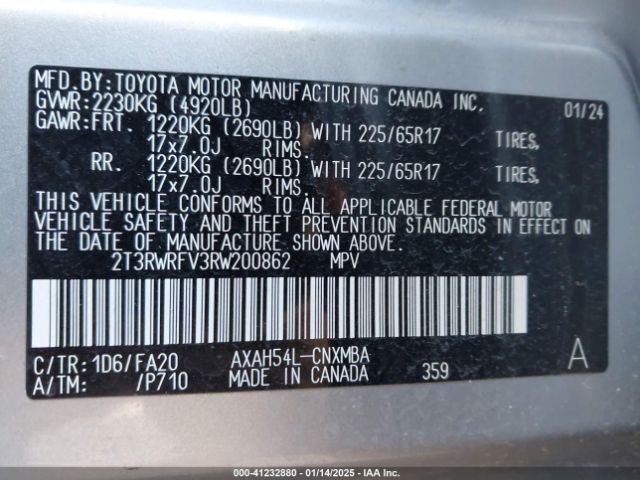 MFD.BY:TOYOTA MOTOR MANUFACTURING CANADA INC.
GVWR:2230KG (4920LB) 01/24
GAWR:FRT. 1220KG (2690LB) WITH 225/65R17 TIRES,
17x7.0J RIMS.
RR. 1220KG (2690LB) WITH 225/65R17 TIRES,
17x7.0J RIMS.
THIS VEHICLE CONFORMS TO ALL APPLICABLE FEDERAL MOTOR
VEHICLE SAFETY AND THEFT PREVENTION STANDARDS IN EFFECT ON
THE DATE OF MANUFACTURE SHOWN ABOVE.
2T3RWRFV3RW200862 MPV
C/TR: 1D6/FA20 AXAH54L-CNXMBA
A/TM: /P710 MADE IN CANADA 359 A
000-41232880 - 01/14/2025 - IAA Inc.